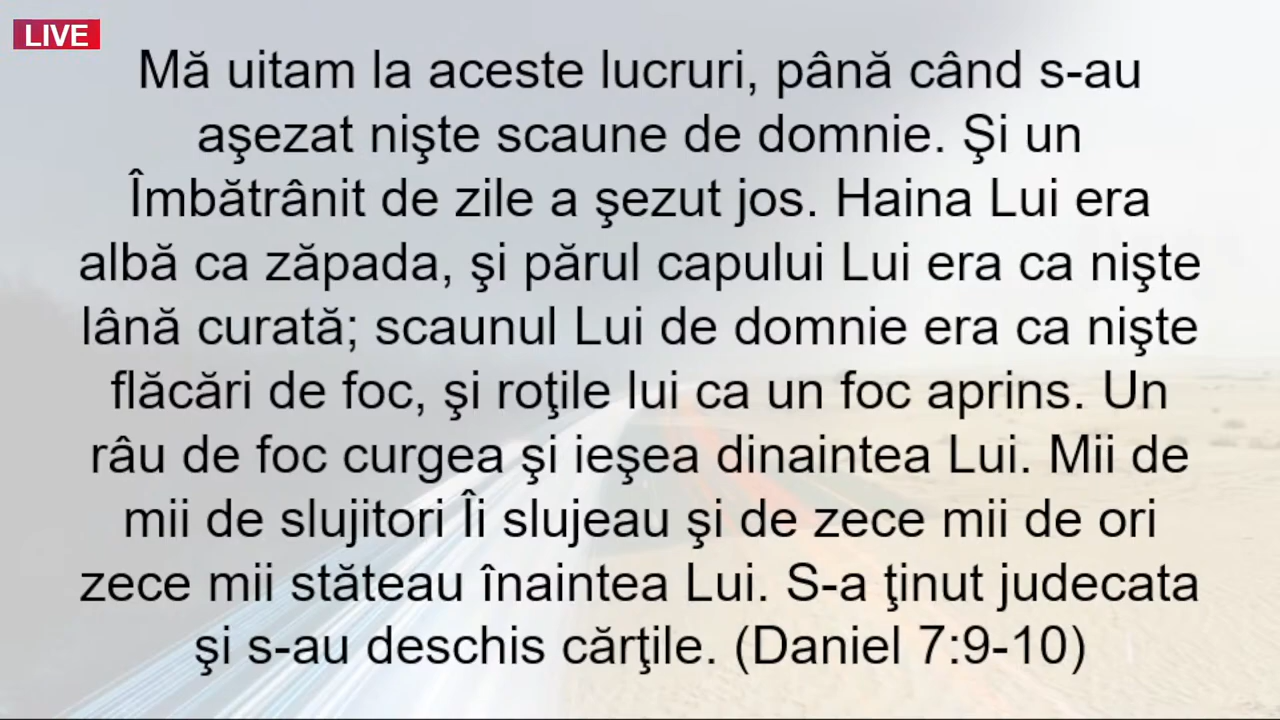 LIVE
Mă uitam la aceste lucruri, până când s-au
aşezat nişte scaune de domnie. Şi un
Îmbătrânit de zile a şezut jos. Haina Lui era
albă ca zăpada, şi părul capului Lui era ca nişte
lână curată; scaunul Lui de domnie era ca nişte
flăcări de foc, şi roţile lui ca un foc aprins. Un
râu de foc curgea şi ieşea dinaintea Lui. Mii de
mii de slujitori Îi slujeau şi de zece mii de ori
zece mii stăteau înaintea Lui. S-a ţinut judecata
şi s-au deschis cărţile. (Daniel 7:9-10)